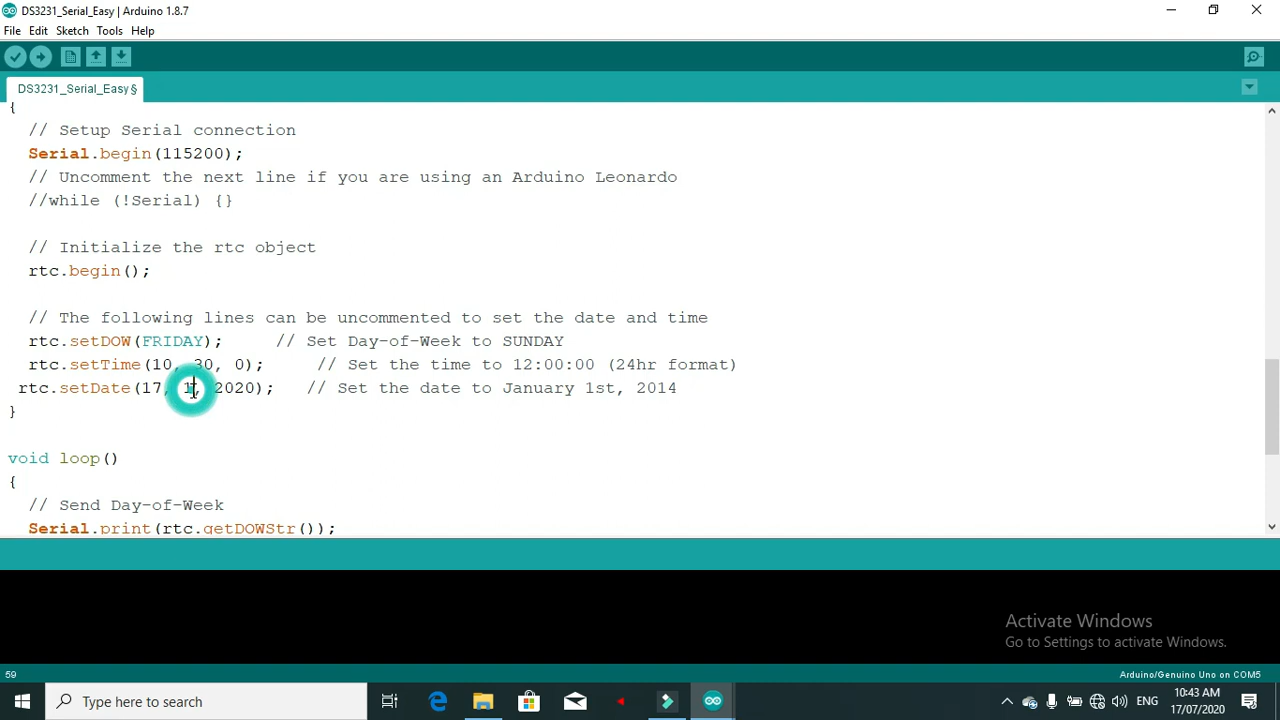 DS3231_Serial_Easy | Arduino 1.8.7
File Edit Sketch Tools Help
DS3231_Serial_Easy §
{
// Setup Serial connection
Serial.begin(115200);
// Uncomment the next line if you are using an Arduino Leonardo
//while (!Serial) {}
// Initialize the rtc object
rtc.begin();
// The following lines can be uncommented to set the date and time
rtc.setDOW(FRIDAY); // Set Day-of-Week to SUNDAY
rtc.setTime(10, 30, 0); // Set the time to 12:00:00 (24hr format)
rtc.setDate(17, 1, 2020); // Set the date to January 1st, 2014
}
void loop()
{
// Send Day-of-Week
Serial.print(rtc.getDOWStr());
Activate Windows
Go to Settings to activate Windows.
59 Arduino/Genuino Uno on COM5
Type here to search ENG 10:43 AM
17/07/2020